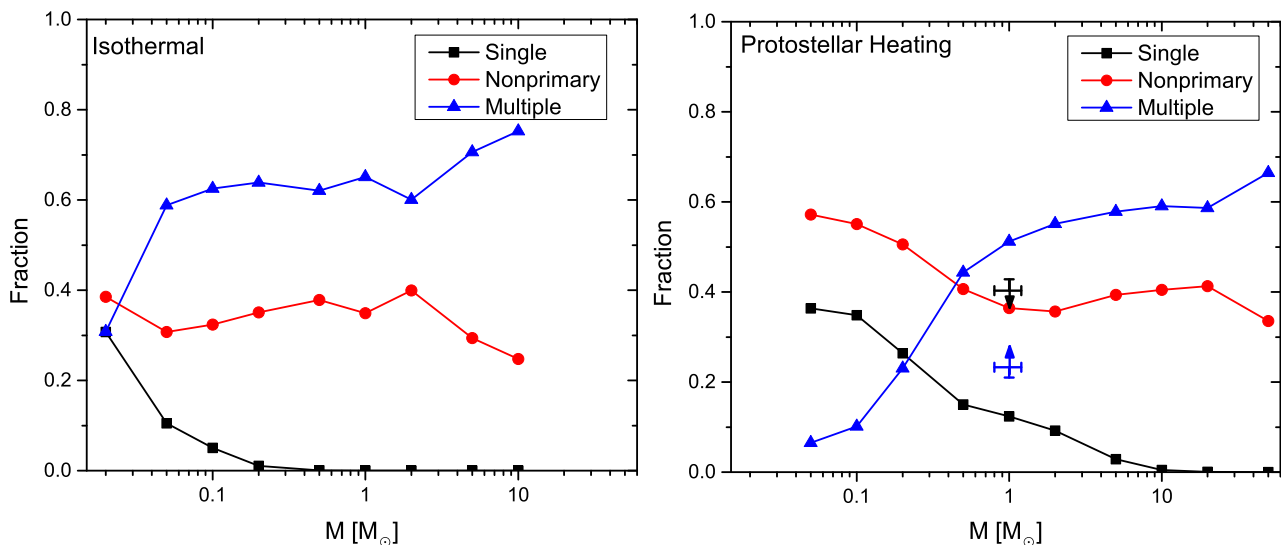 Isothermal
Single
Nonprimary
Multiple
1.0
0.8
0.6
0.4
0.2
0.0
Fraction
0.1
1
10
M [M☉]
Protostellar Heating
Single
Nonprimary
Multiple
1.0
0.8
0.6
0.4
0.2
0.0
Fraction
0.1
1
10
M [M☉]